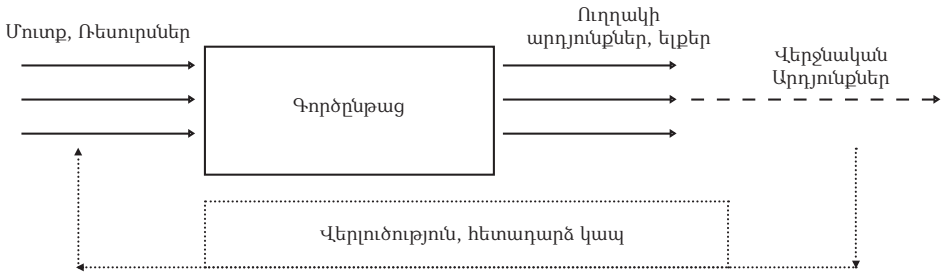 Մուտք, Ռեսուրսներ
Գործընթաց
Ուղղակի
արդյունքներ, ելքեր
Վերջնական
Արդյունքներ
Վերլուծություն, հետադարձ կապ